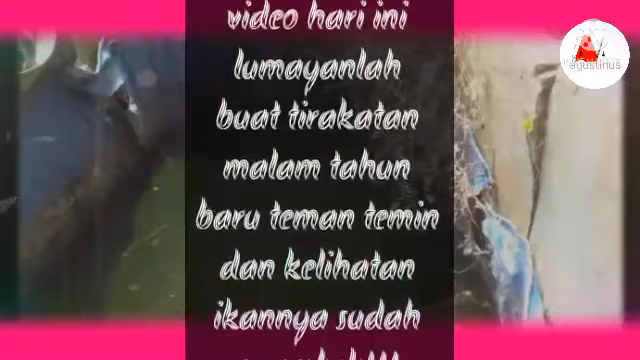 video hari ini
lumayanlah
buat tirakatan
malam tahun
baru teman temin
dan kelihatan
ikannya sudah
agustinus